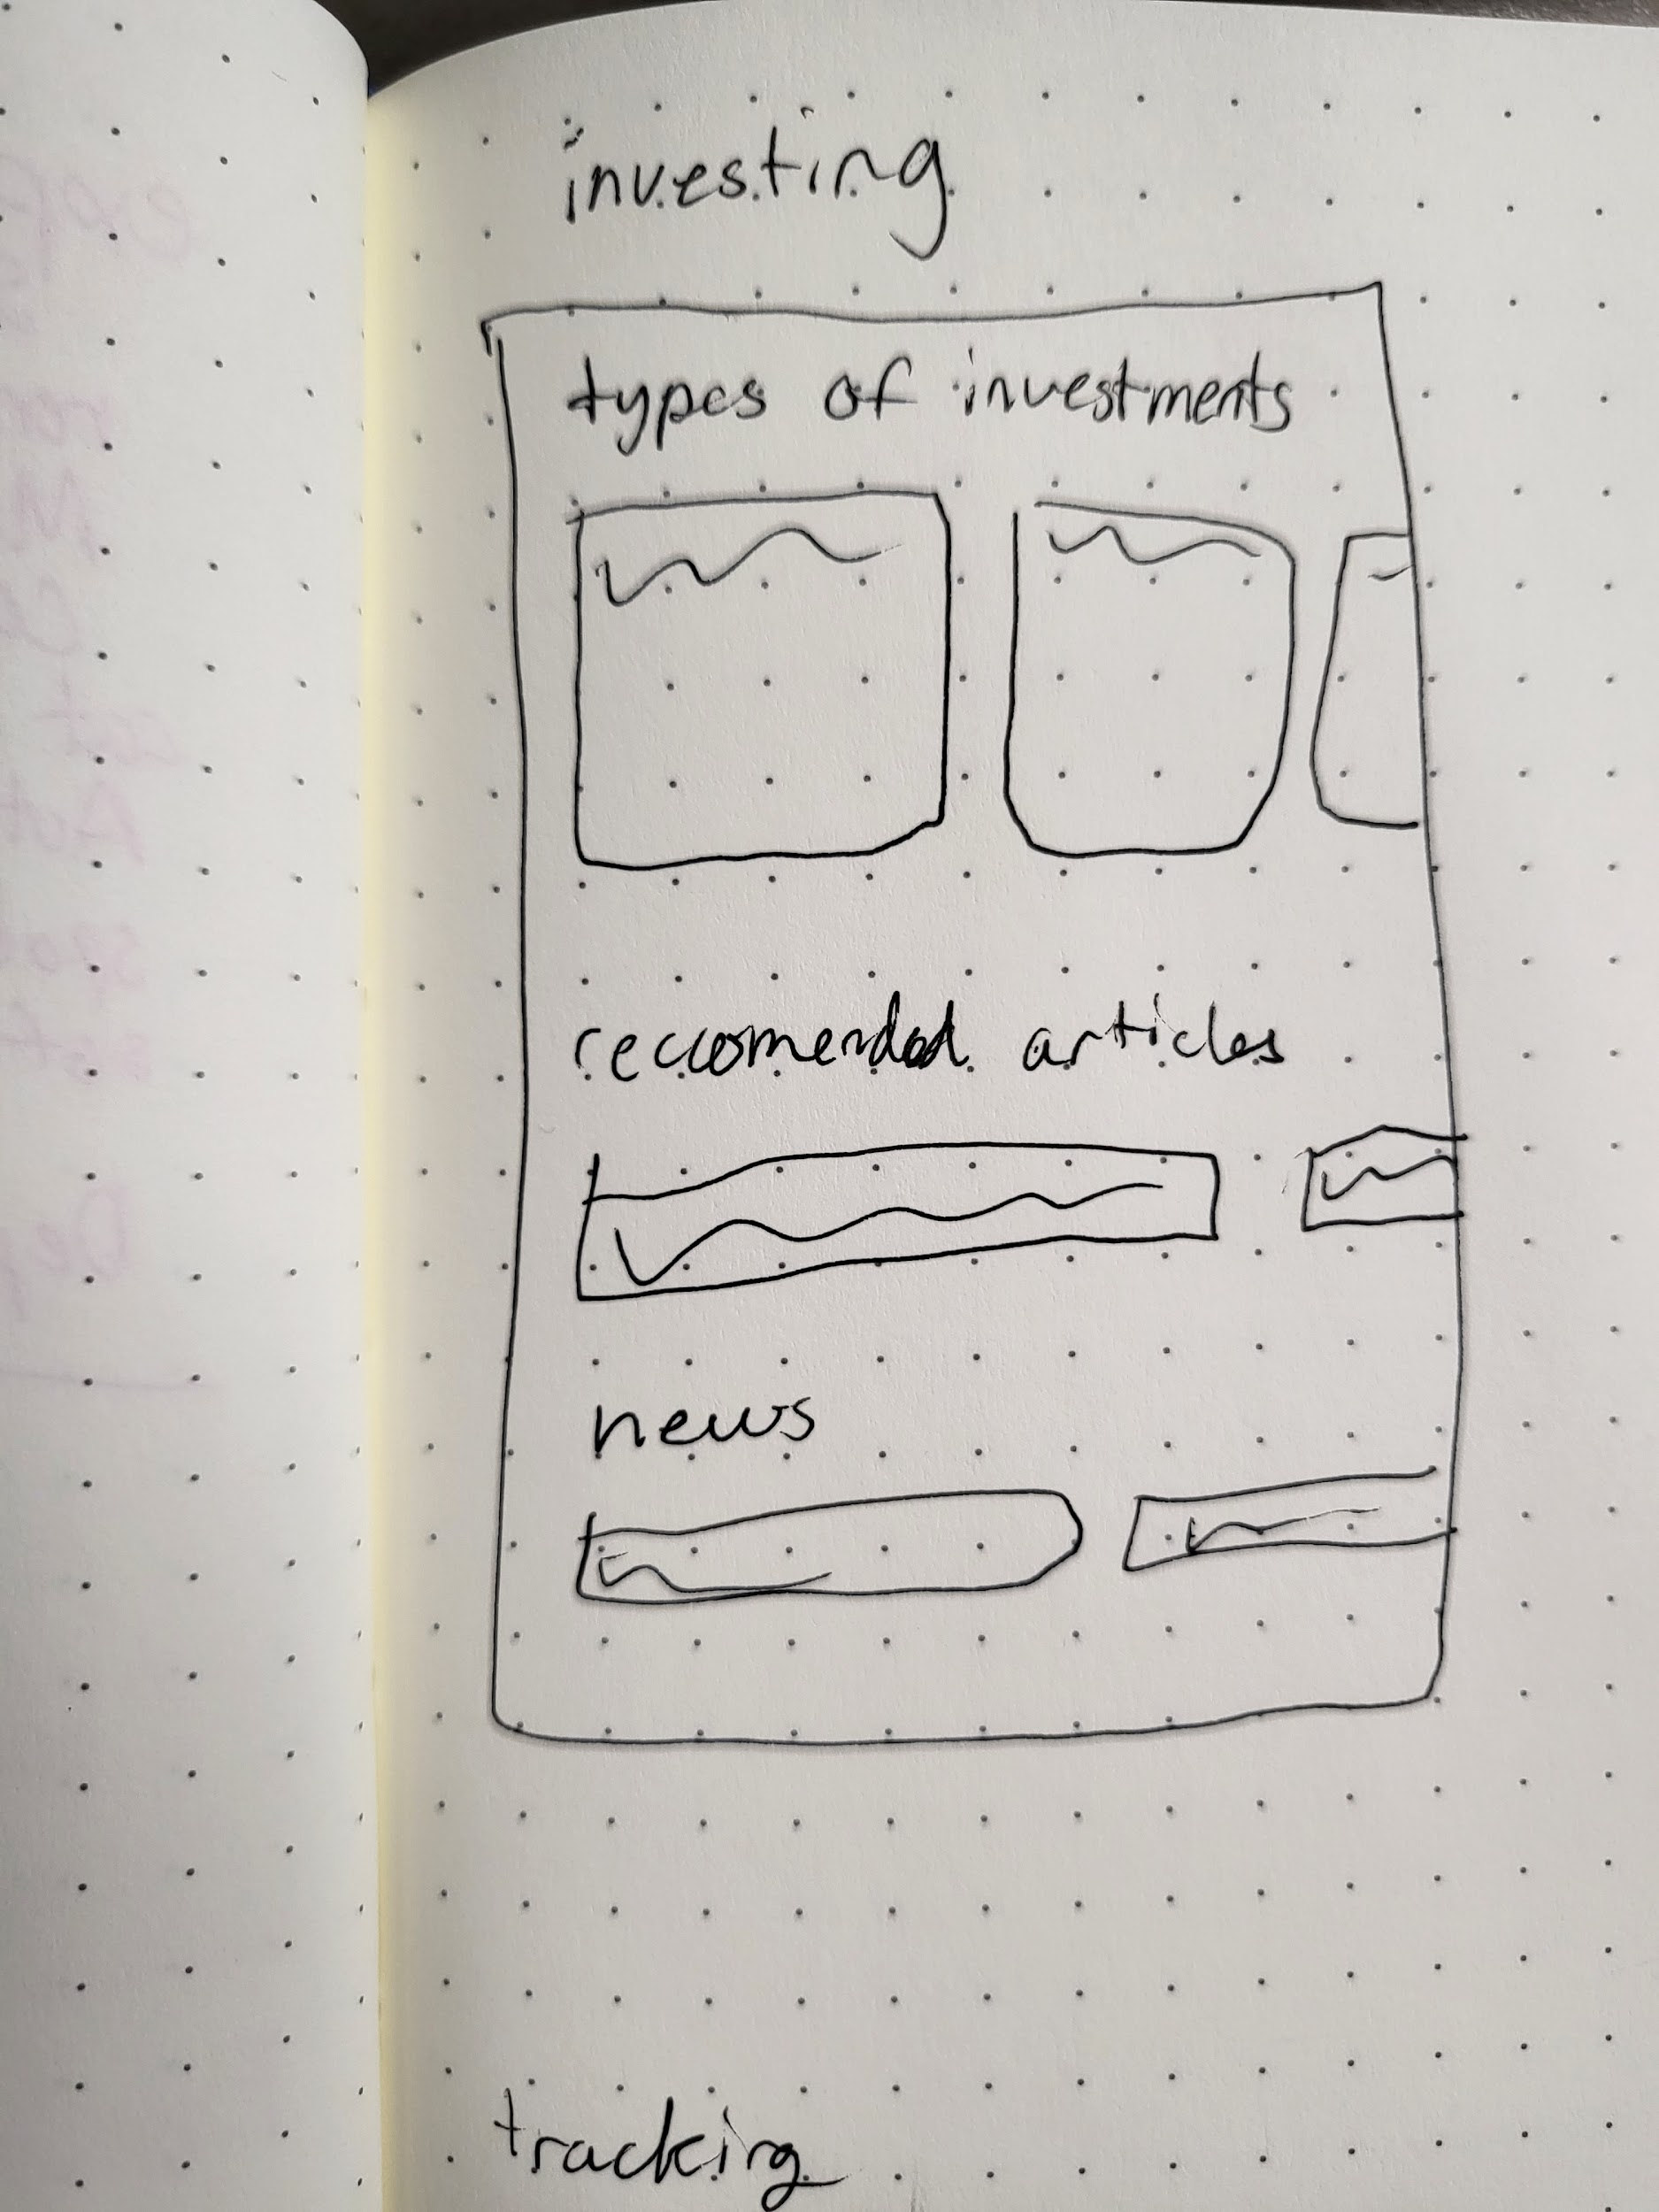 investing
types of investments
reccomended articles
news
tracking